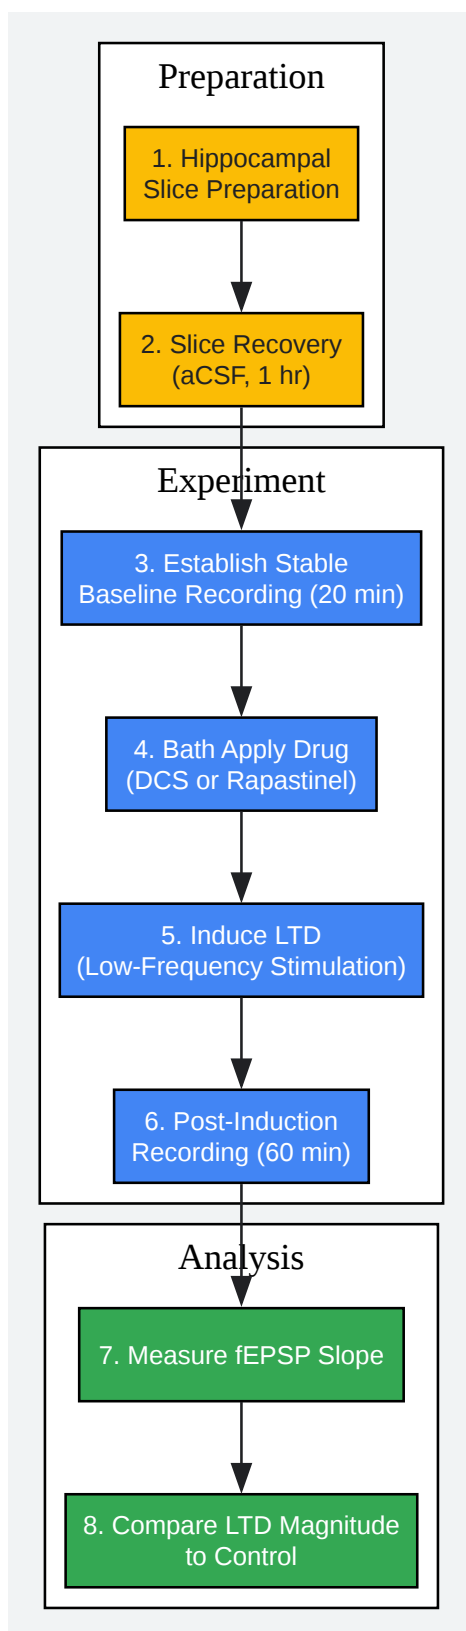 Preparation
1. Hippocampal
Slice Preparation
2. Slice Recovery
(aCSF, 1 hr)
Experiment
3. Establish Stable
Baseline Recording (20 min)
4. Bath Apply Drug
(DCS or Rapastinel)
5. Induce LTD
(Low-Frequency Stimulation)
6. Post-Induction
Recording (60 min)
Analysis
7. Measure fEPSP Slope
8. Compare LTD Magnitude
to Control